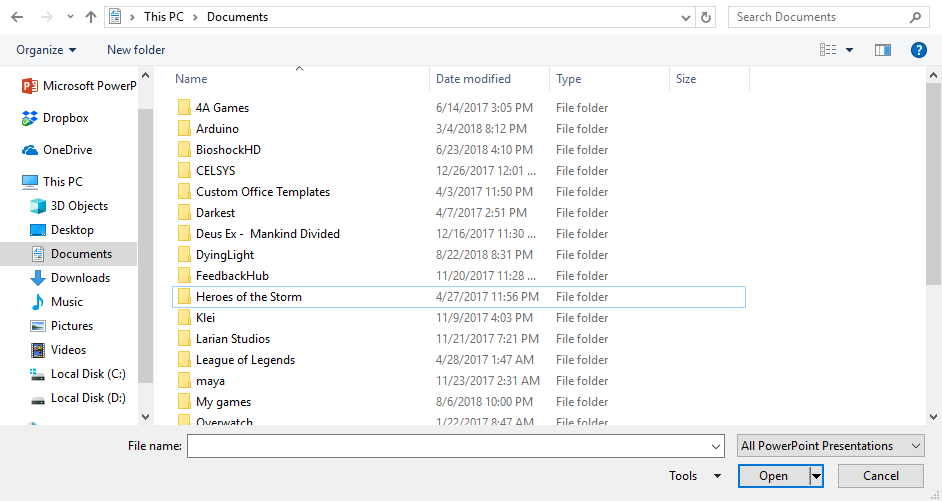 This PC > Documents
Search Documents
Organize
New folder
Name Date modified Type Size
Microsoft PowerP
Dropbox
OneDrive
This PC
3D Objects
Desktop
Documents
Downloads
Music
Pictures
Videos
Local Disk (C:)
Local Disk (D:)
4A Games 6/14/2017 3:05 PM File folder
Arduino 3/4/2018 8:12 PM File folder
BioshockHD 6/23/2018 4:10 PM File folder
CELSYS 12/26/2017 12:01 ... File folder
Custom Office Templates 4/3/2017 11:50 PM File folder
Darkest 4/7/2017 2:51 PM File folder
Deus Ex -  Mankind Divided 12/16/2017 11:30 ... File folder
DyingLight 8/22/2018 8:31 PM File folder
FeedbackHub 11/20/2017 11:28 ... File folder
Heroes of the Storm 4/27/2017 11:56 PM File folder
Klei 11/9/2017 4:03 PM File folder
Larian Studios 11/21/2017 7:21 PM File folder
League of Legends 4/28/2017 1:47 AM File folder
maya 11/23/2017 2:31 AM File folder
My games 8/6/2018 10:00 PM File folder
Overwatch 1/22/2017 8:47 AM File folder
File name:
All PowerPoint Presentations
Tools
Open
Cancel